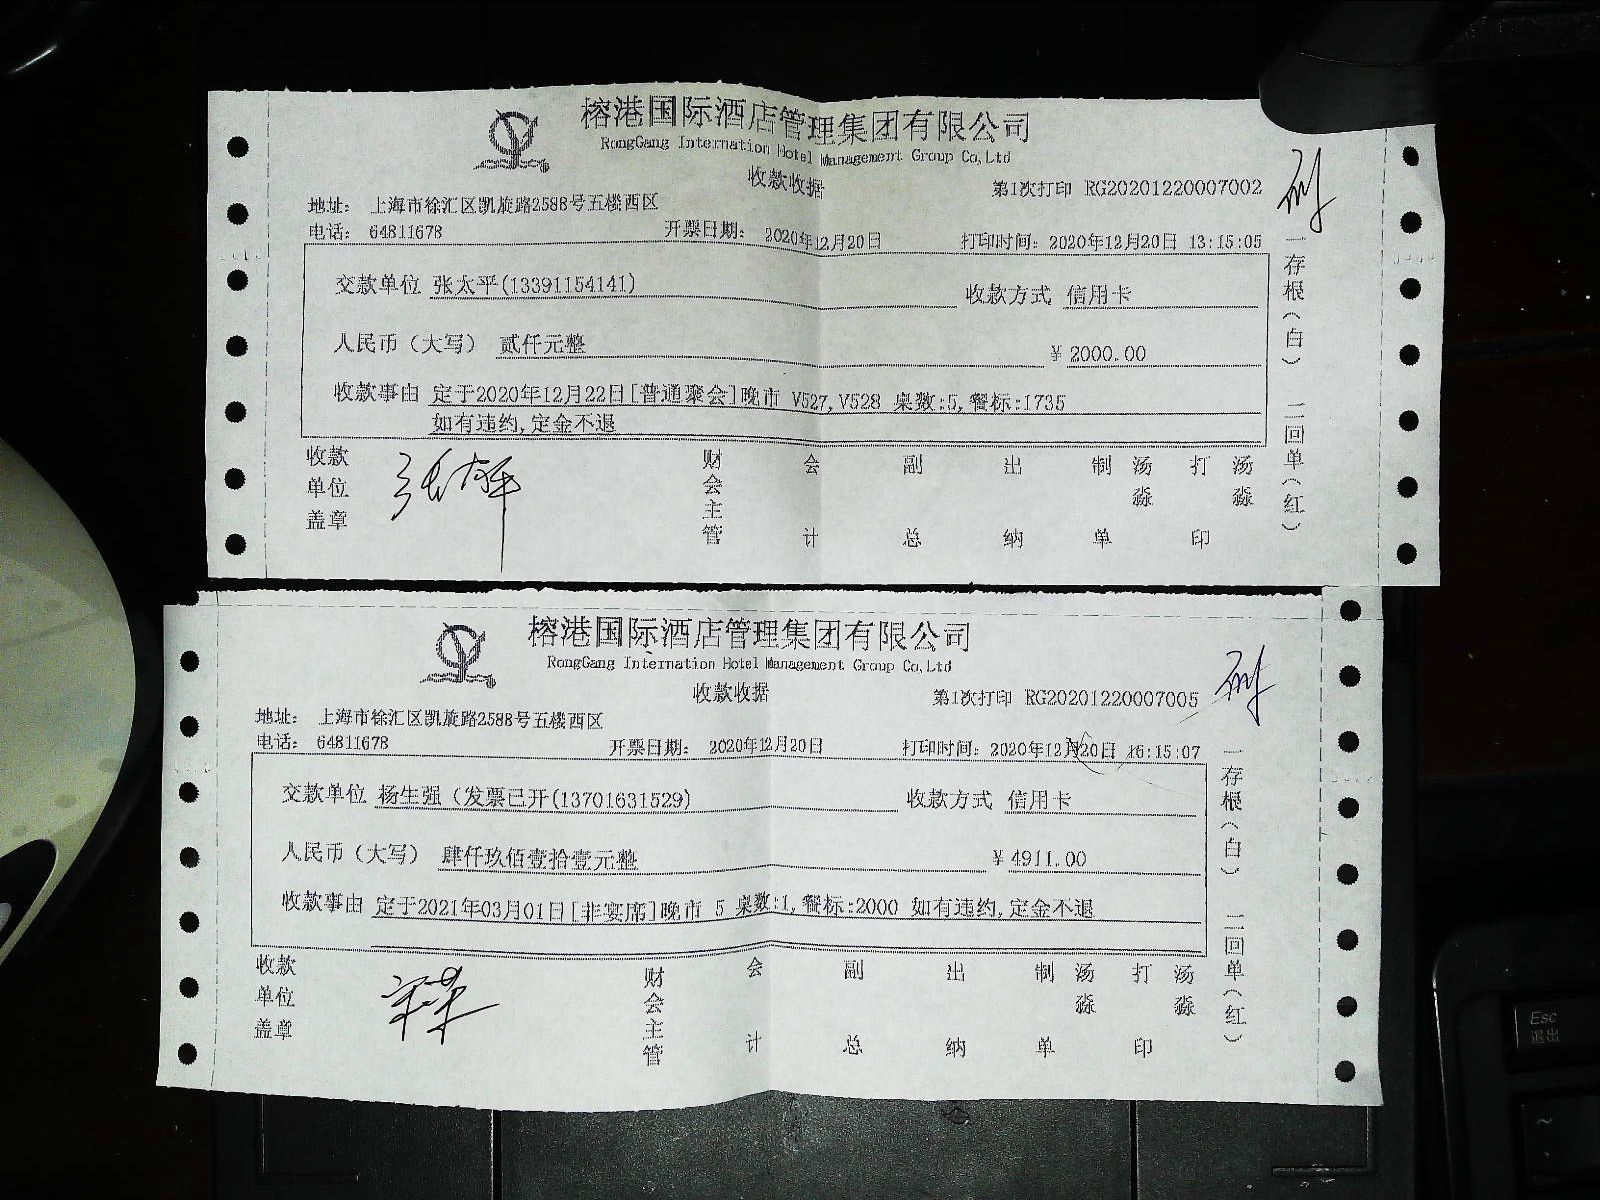 榕港国际酒店管理集团有限公司
RongGang Internation Hotel Management Group Co,Ltd
收款收据
第1次打印 RG20201220007002
地址: 上海市徐汇区凯旋路2588号五楼西区
电话: 64811678 开票日期: 2020年12月20日 打印时间: 2020年12月20日 13:15:05
交款单位 张太平(13391154141) 收款方式 信用卡
人民币(大写) 贰仟元整 ¥ 2000.00
收款事由 定于2020年12月22日[普通聚会]晚市 V527,V528 桌数:5,餐标:1735
如有违约,定金不退
收款单位盖章 财会主管 会计 副总 出纳 制单 汤淼 打印 汤淼
一存根(白) 二回单(红)
榕港国际酒店管理集团有限公司
RongGang Internation Hotel Management Group Co,Ltd
收款收据
第1次打印 RG20201220007005
地址: 上海市徐汇区凯旋路2588号五楼西区
电话: 64811678 开票日期: 2020年12月20日 打印时间: 2020年12月20日 16:15:07
交款单位 杨生强(发票已开(13701631529) 收款方式 信用卡
人民币(大写) 肆仟玖佰壹拾壹元整 ¥ 4911.00
收款事由 定于2021年03月01日[非宴席]晚市 5 桌数:1,餐标:2000 如有违约,定金不退
收款单位盖章 财会主管 会计 副总 出纳 制单 汤淼 打印 汤淼
一存根(白) 二回单(红)
Esc
退出
~